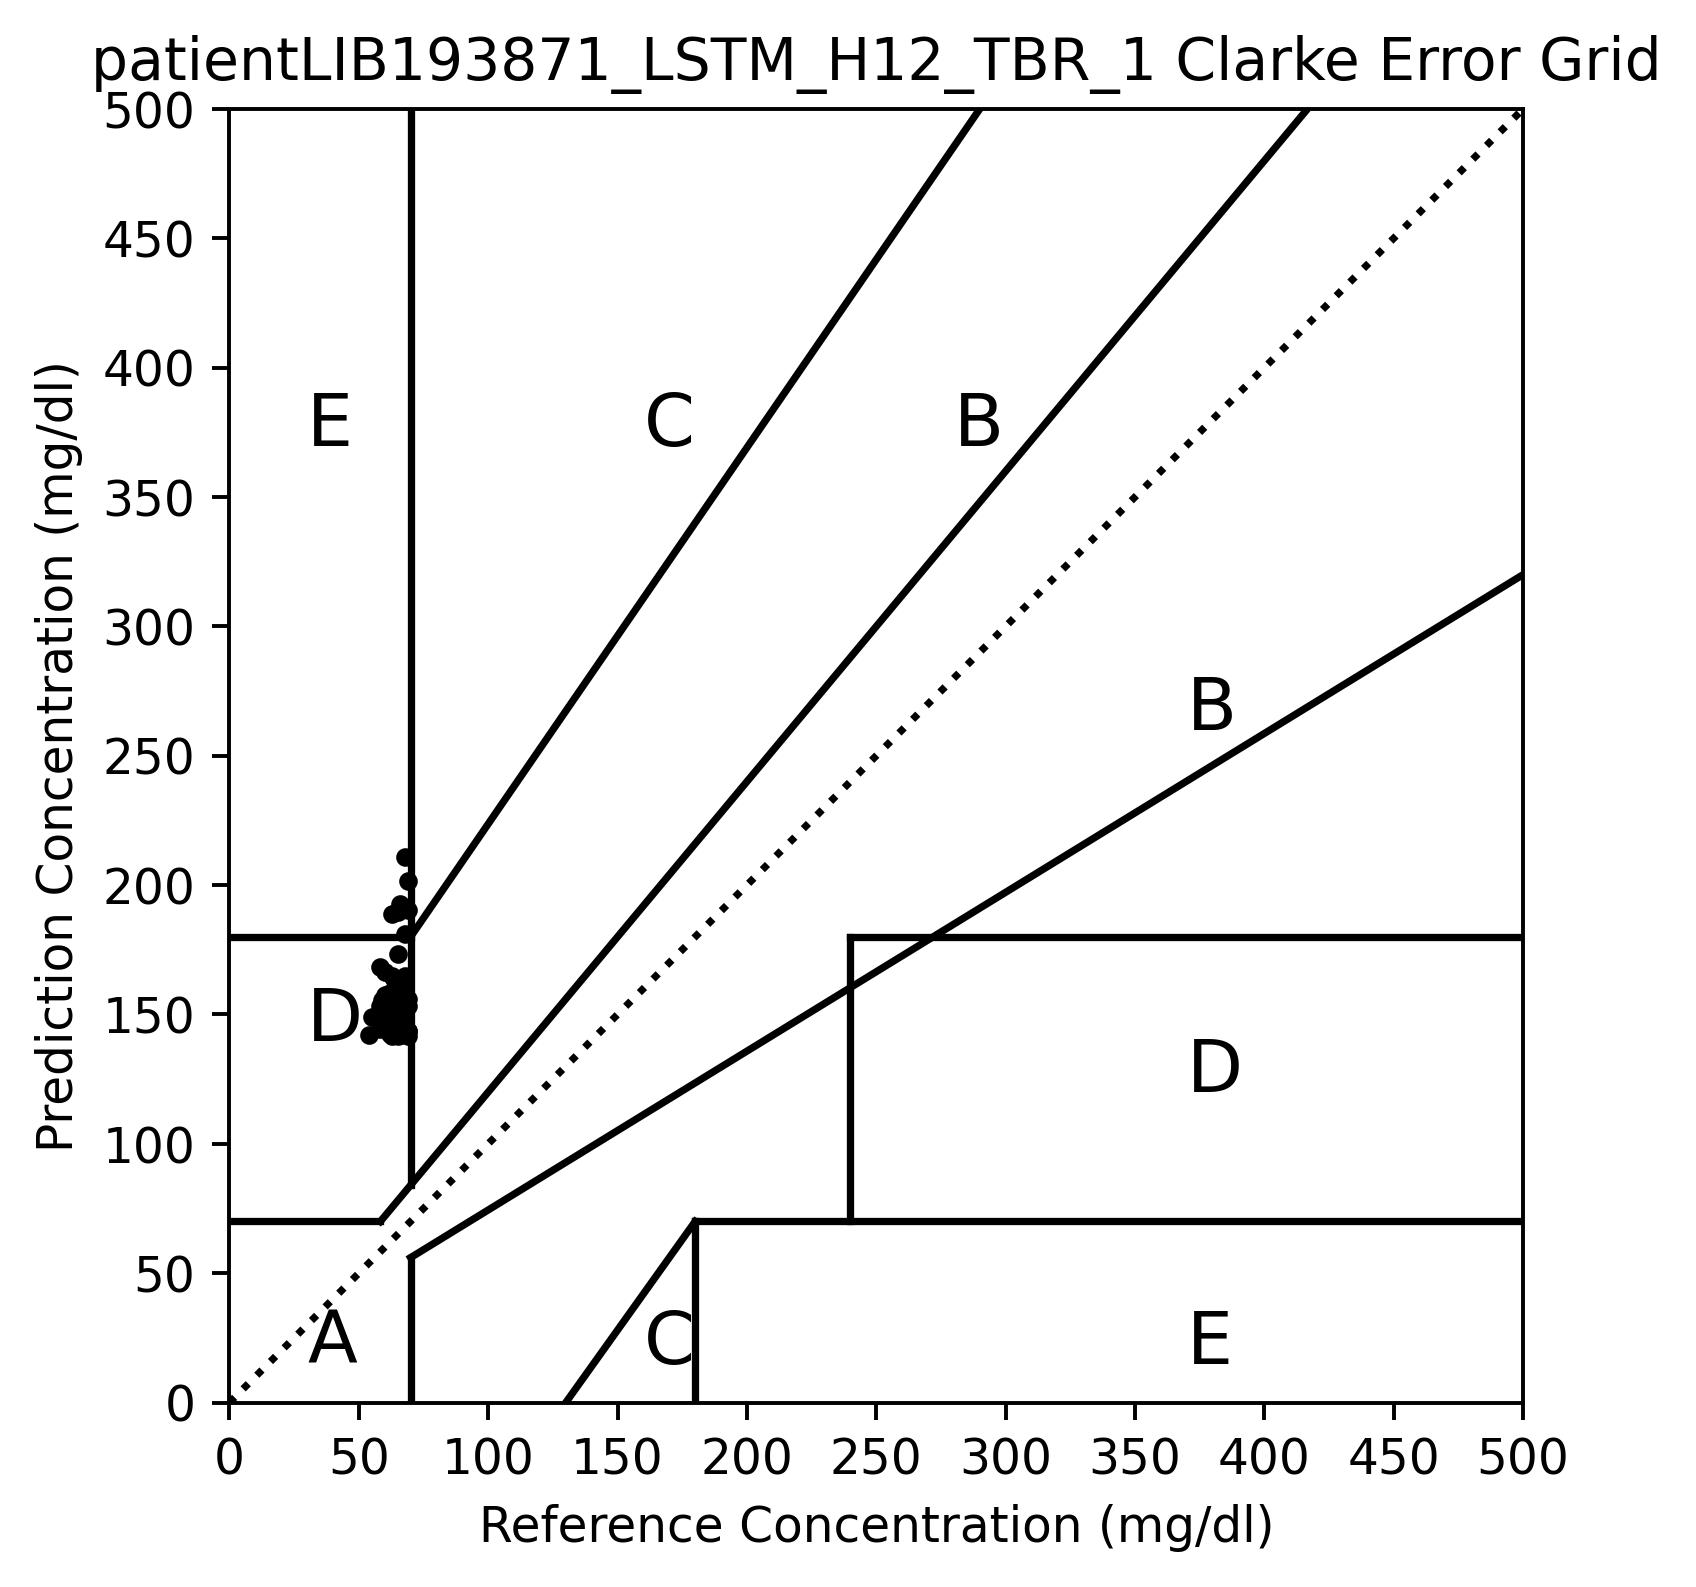 patientLIB193871_LSTM_H12_TBR_1 Clarke Error Grid
500
450
400
350
300
250
200
150
100
50
0
Prediction Concentration (mg/dl)
E
C
B
B
D
D
A
C
E
0 50 100 150 200 250 300 350 400 450 500
Reference Concentration (mg/dl)